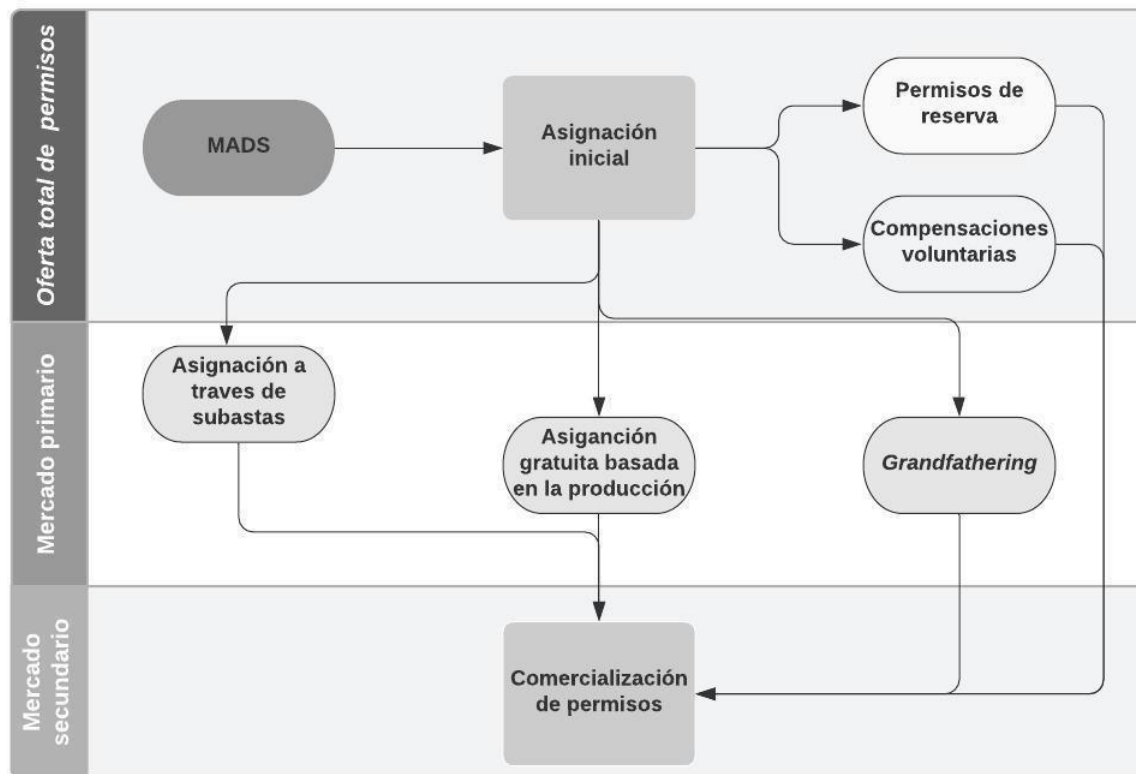 Oferta total de permisos
MADS
Asignación
inicial
Permisos de
reserva
Compensaciones
voluntarias
Mercado primario
Asignación a
traves de
subastas
Asiganción
gratuita basada
en la producción
Grandfathering
Mercado
secundario
Comercialización
de permisos